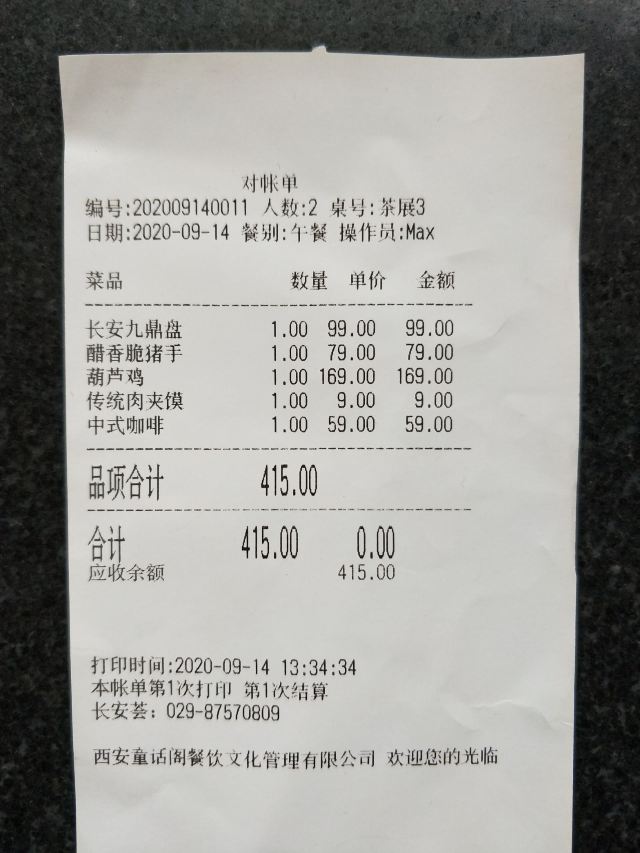 对帐单
编号:202009140011 人数:2 桌号:茶展3
日期:2020-09-14 餐别:午餐 操作员:Max
菜品 数量 单价 金额
长安九鼎盘 1.00 99.00 99.00
醋香脆猪手 1.00 79.00 79.00
葫芦鸡 1.00 169.00 169.00
传统肉夹馍 1.00 9.00 9.00
中式咖啡 1.00 59.00 59.00
品项合计 415.00
合计 415.00 0.00
应收余额 415.00
打印时间:2020-09-14 13:34:34
本帐单第1次打印 第1次结算
长安荟: 029-87570809
西安童话阁餐饮文化管理有限公司 欢迎您的光临